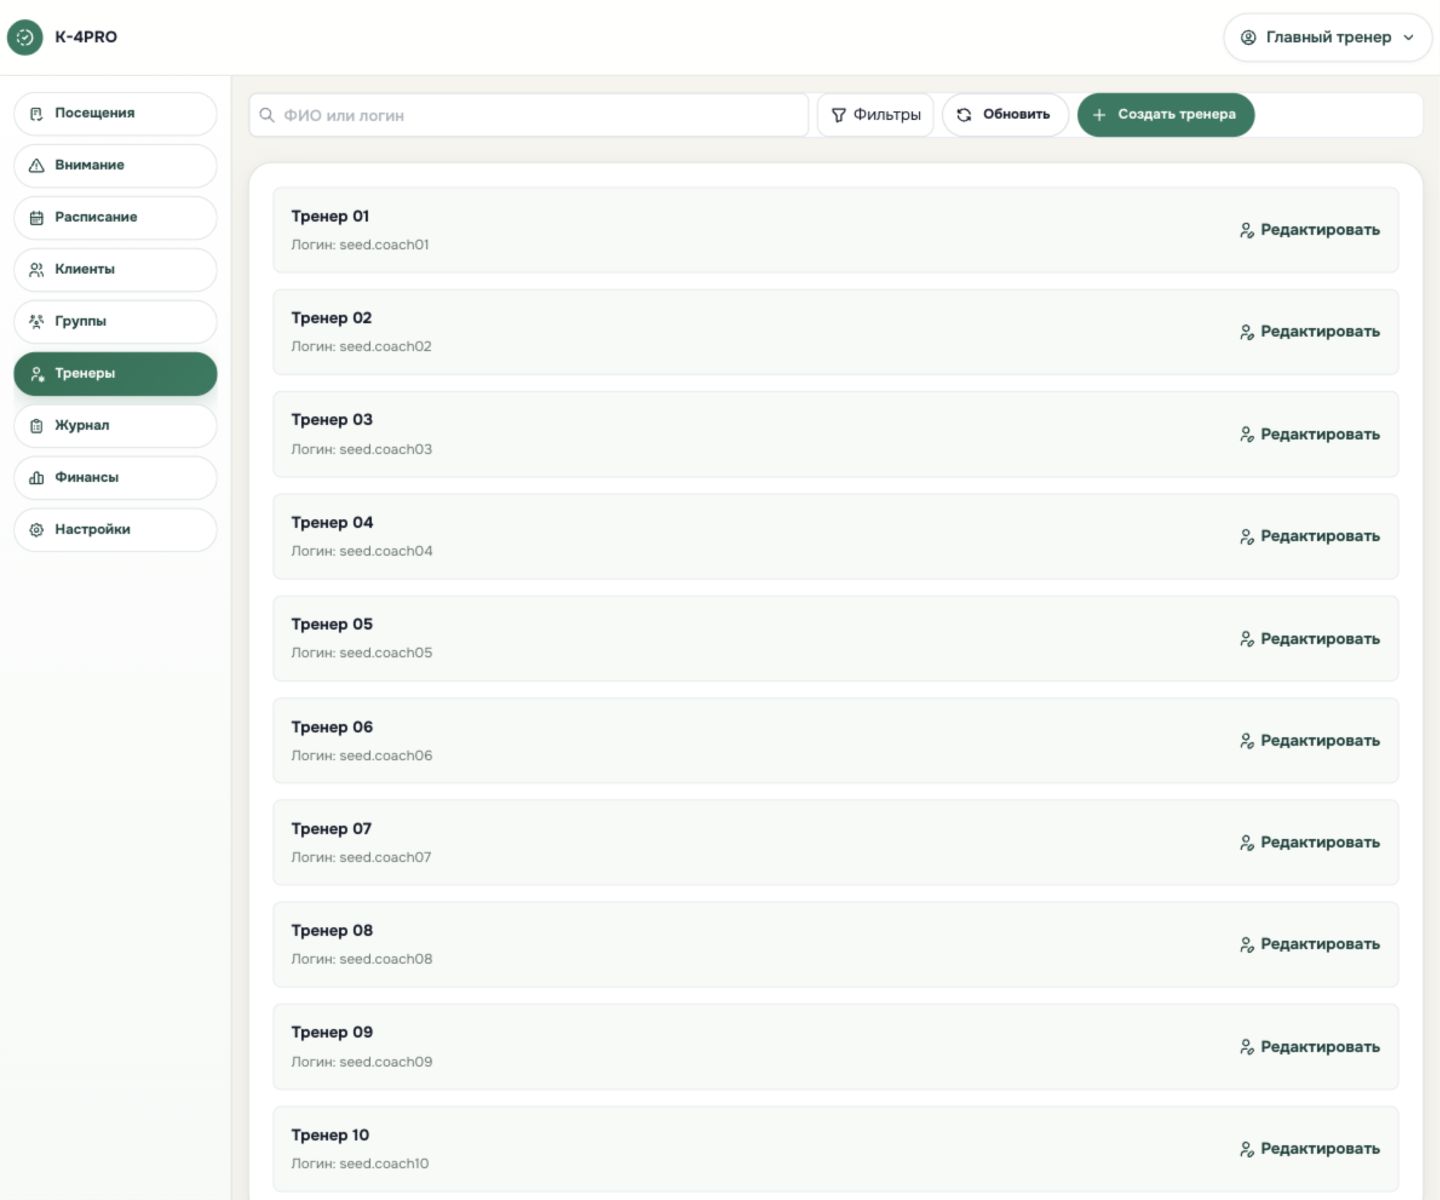 K-4PRO
Главный тренер
Посещения
Внимание
Расписание
Клиенты
Группы
Тренеры
Журнал
Финансы
Настройки
ФИО или логин
Фильтры
Обновить
Создать тренера
Тренер 01
Логин: seed.coach01
Редактировать
Тренер 02
Логин: seed.coach02
Редактировать
Тренер 03
Логин: seed.coach03
Редактировать
Тренер 04
Логин: seed.coach04
Редактировать
Тренер 05
Логин: seed.coach05
Редактировать
Тренер 06
Логин: seed.coach06
Редактировать
Тренер 07
Логин: seed.coach07
Редактировать
Тренер 08
Логин: seed.coach08
Редактировать
Тренер 09
Логин: seed.coach09
Редактировать
Тренер 10
Логин: seed.coach10
Редактировать